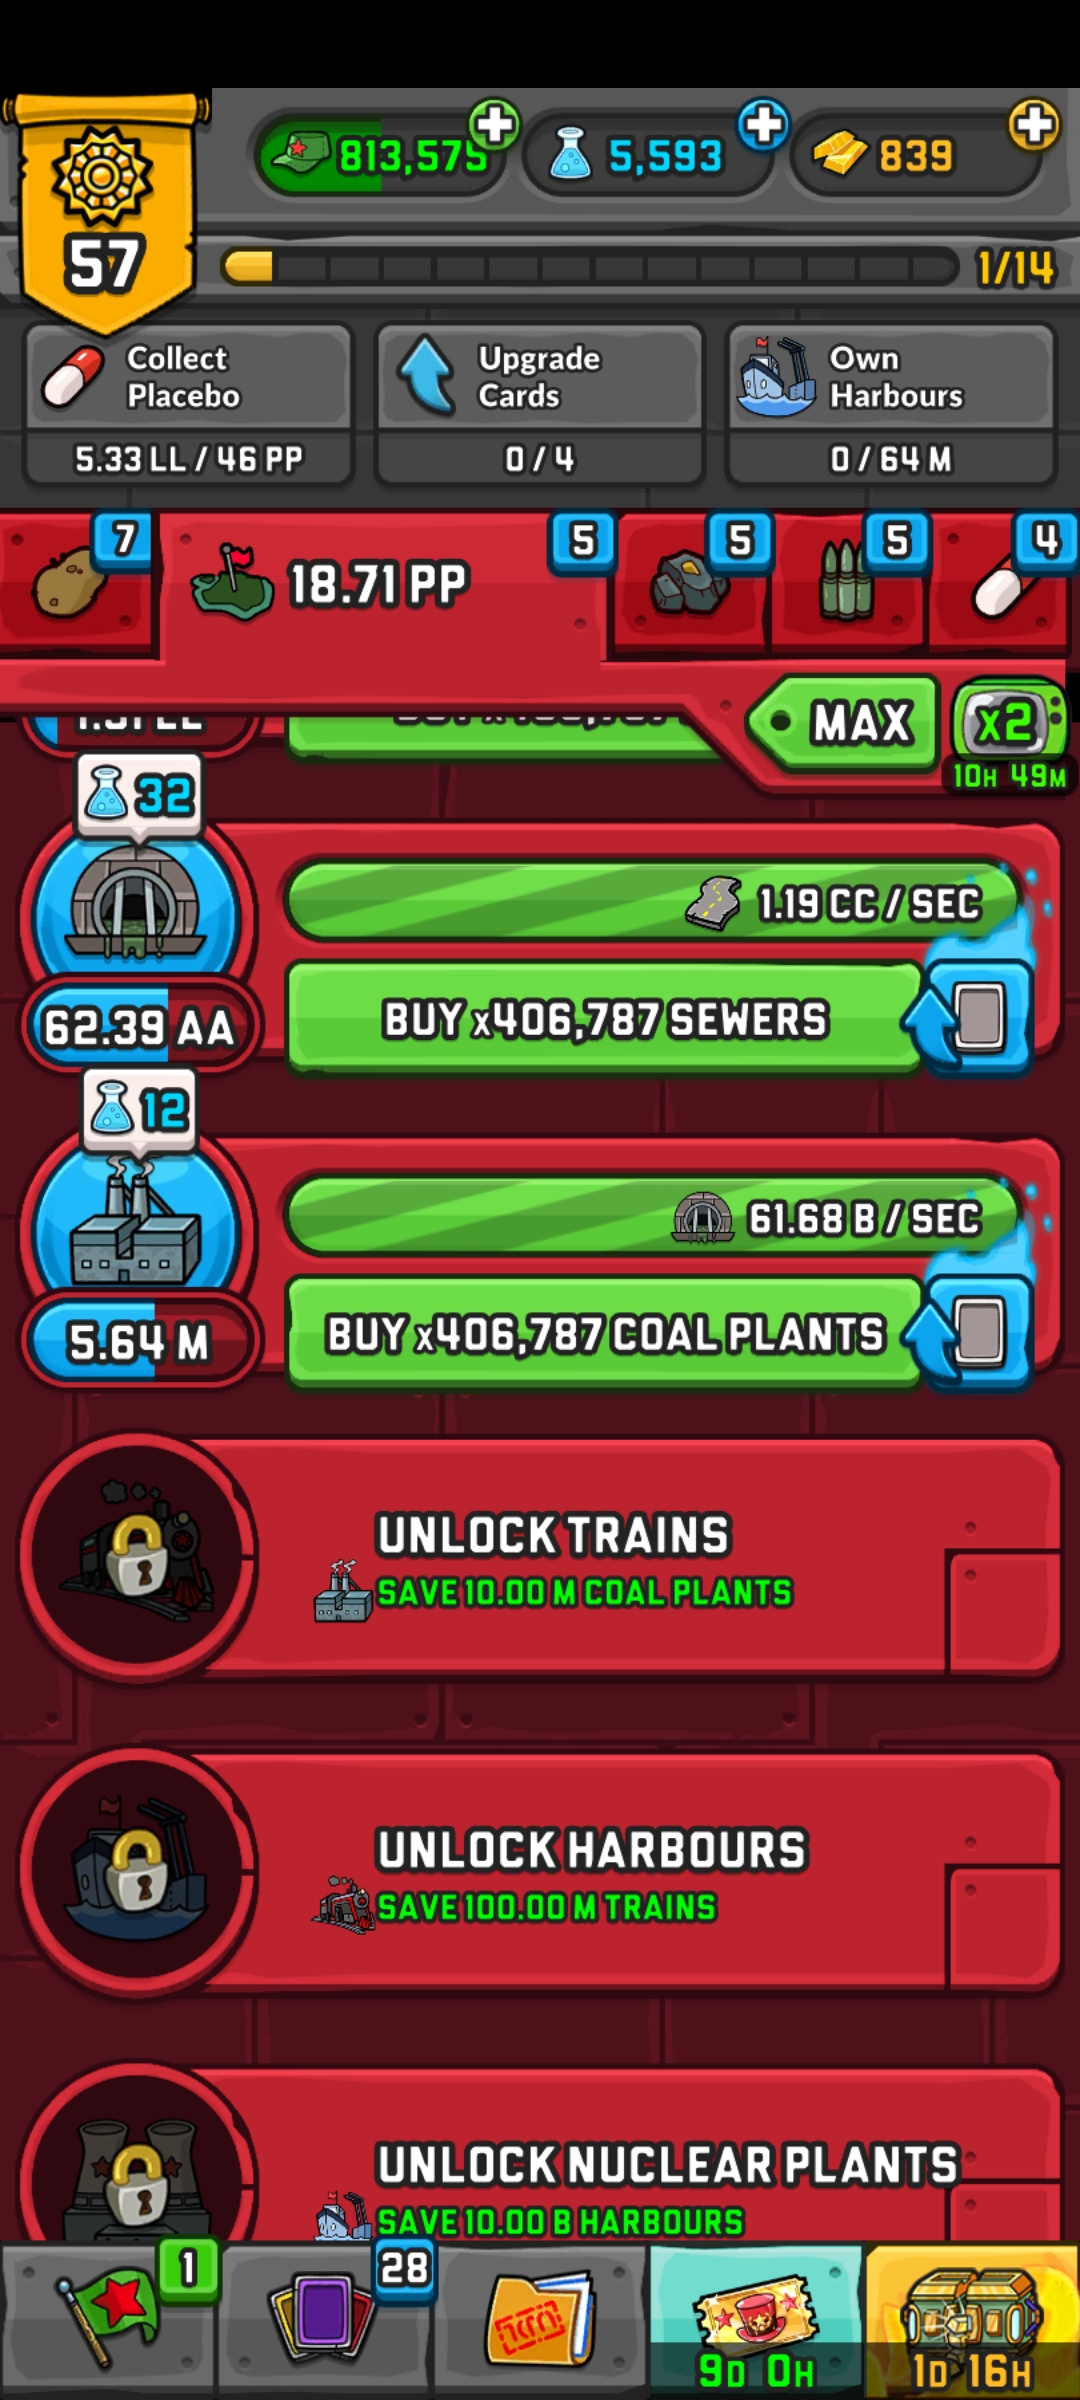 813,575
5,593
839
57
1/14
Collect Placebo
5.33 LL / 46 PP
Upgrade Cards
0 / 4
Own Harbours
0 / 64 M
7
18.71 PP
5
5
5
4
MAX
x2
10H 49M
32
1.19 CC / SEC
62.39 AA
BUY x406,787 SEWERS
12
61.68 B / SEC
5.64 M
BUY x406,787 COAL PLANTS
UNLOCK TRAINS
SAVE 10.00 M COAL PLANTS
UNLOCK HARBOURS
SAVE 100.00 M TRAINS
UNLOCK NUCLEAR PLANTS
SAVE 10.00 B HARBOURS
1
28
9D 0H
1D 16H